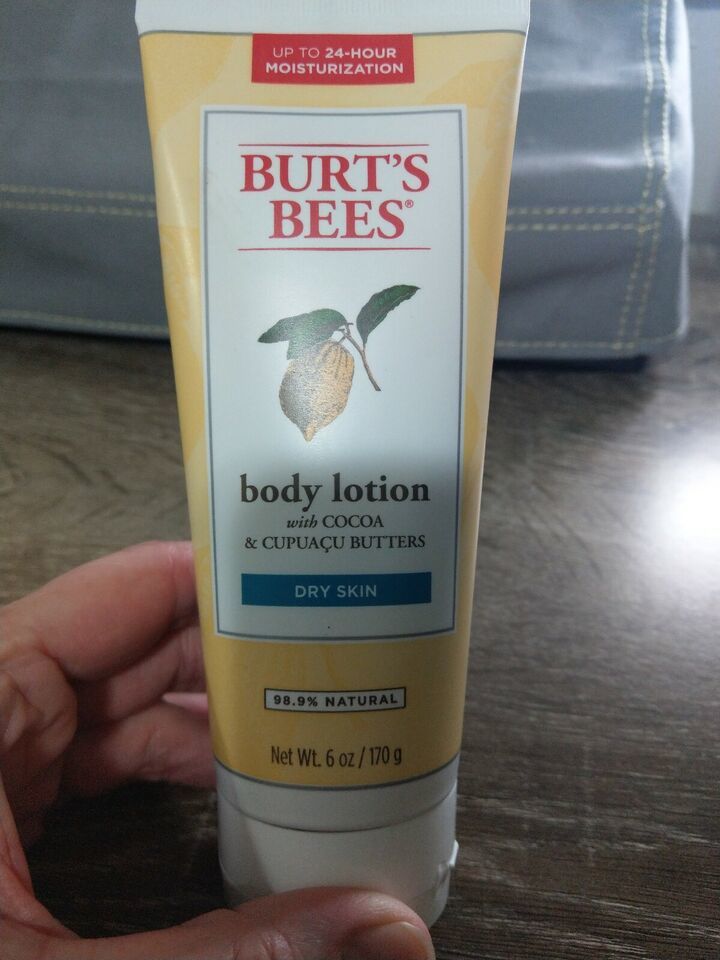 UP TO 24-HOUR
MOISTURIZATION
BURT'S
BEES®
body lotion
with COCOA
& CUPUAÇU BUTTERS
DRY SKIN
98.9% NATURAL
Net Wt. 6 oz / 170 g